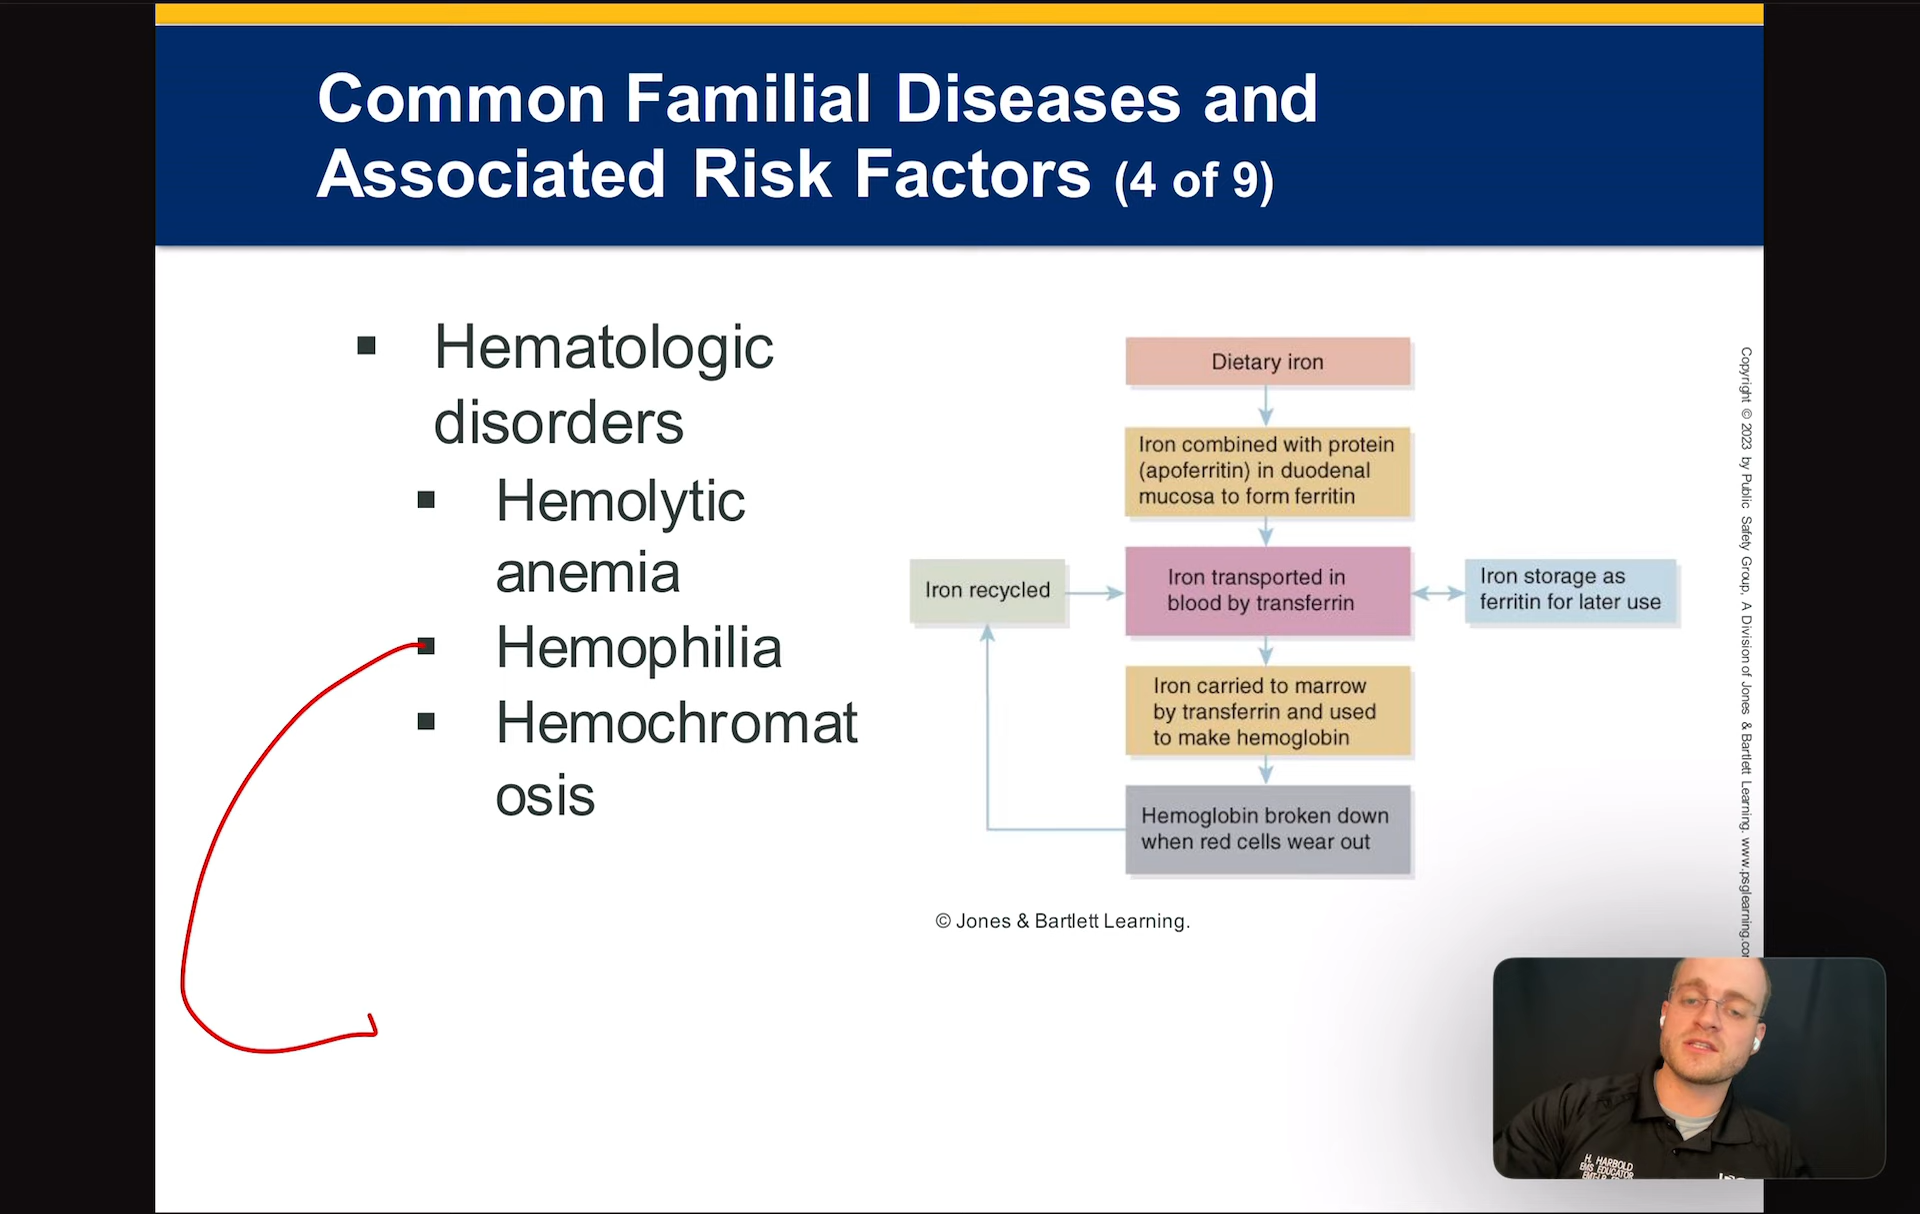 Common Familial Diseases and
Associated Risk Factors (4 of 9)
Hematologic
disorders
Hemolytic
anemia
Hemophilia
Hemochromat
osis
Dietary iron
Iron combined with protein
(apoferritin) in duodenal
mucosa to form ferritin
Iron recycled
Iron transported in
blood by transferrin
Iron storage as
ferritin for later use
Iron carried to marrow
by transferrin and used
to make hemoglobin
Hemoglobin broken down
when red cells wear out
© Jones & Bartlett Learning.
Copyright © 2023 by Public Safety Group, A Division of Jones & Bartlett Learning. www.psglearning.co
H. HARBOLD
EMS EDUCATOR